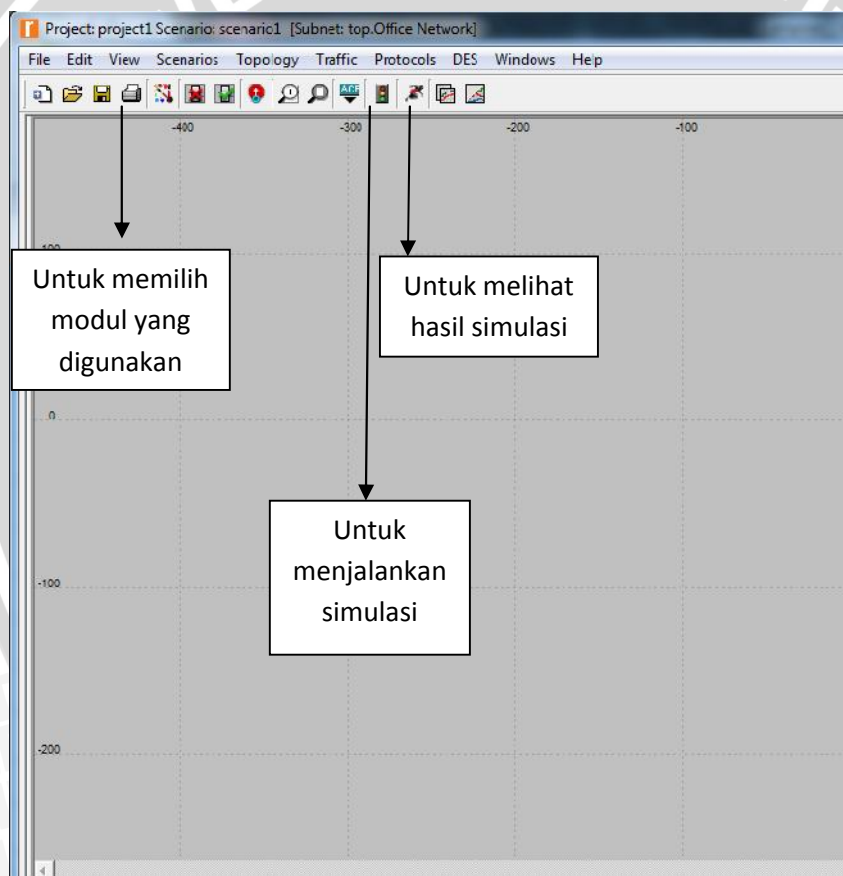 Project: project1 Scenario: scenario1 [Subnet: top.Office Network]
File Edit View Scenarios Topology Traffic Protocols DES Windows Help
-400 -300 -200 -100
-100
Untuk memilih
modul yang
digunakan
Untuk melihat
hasil simulasi
0
Untuk
menjalankan
simulasi
-100
-200